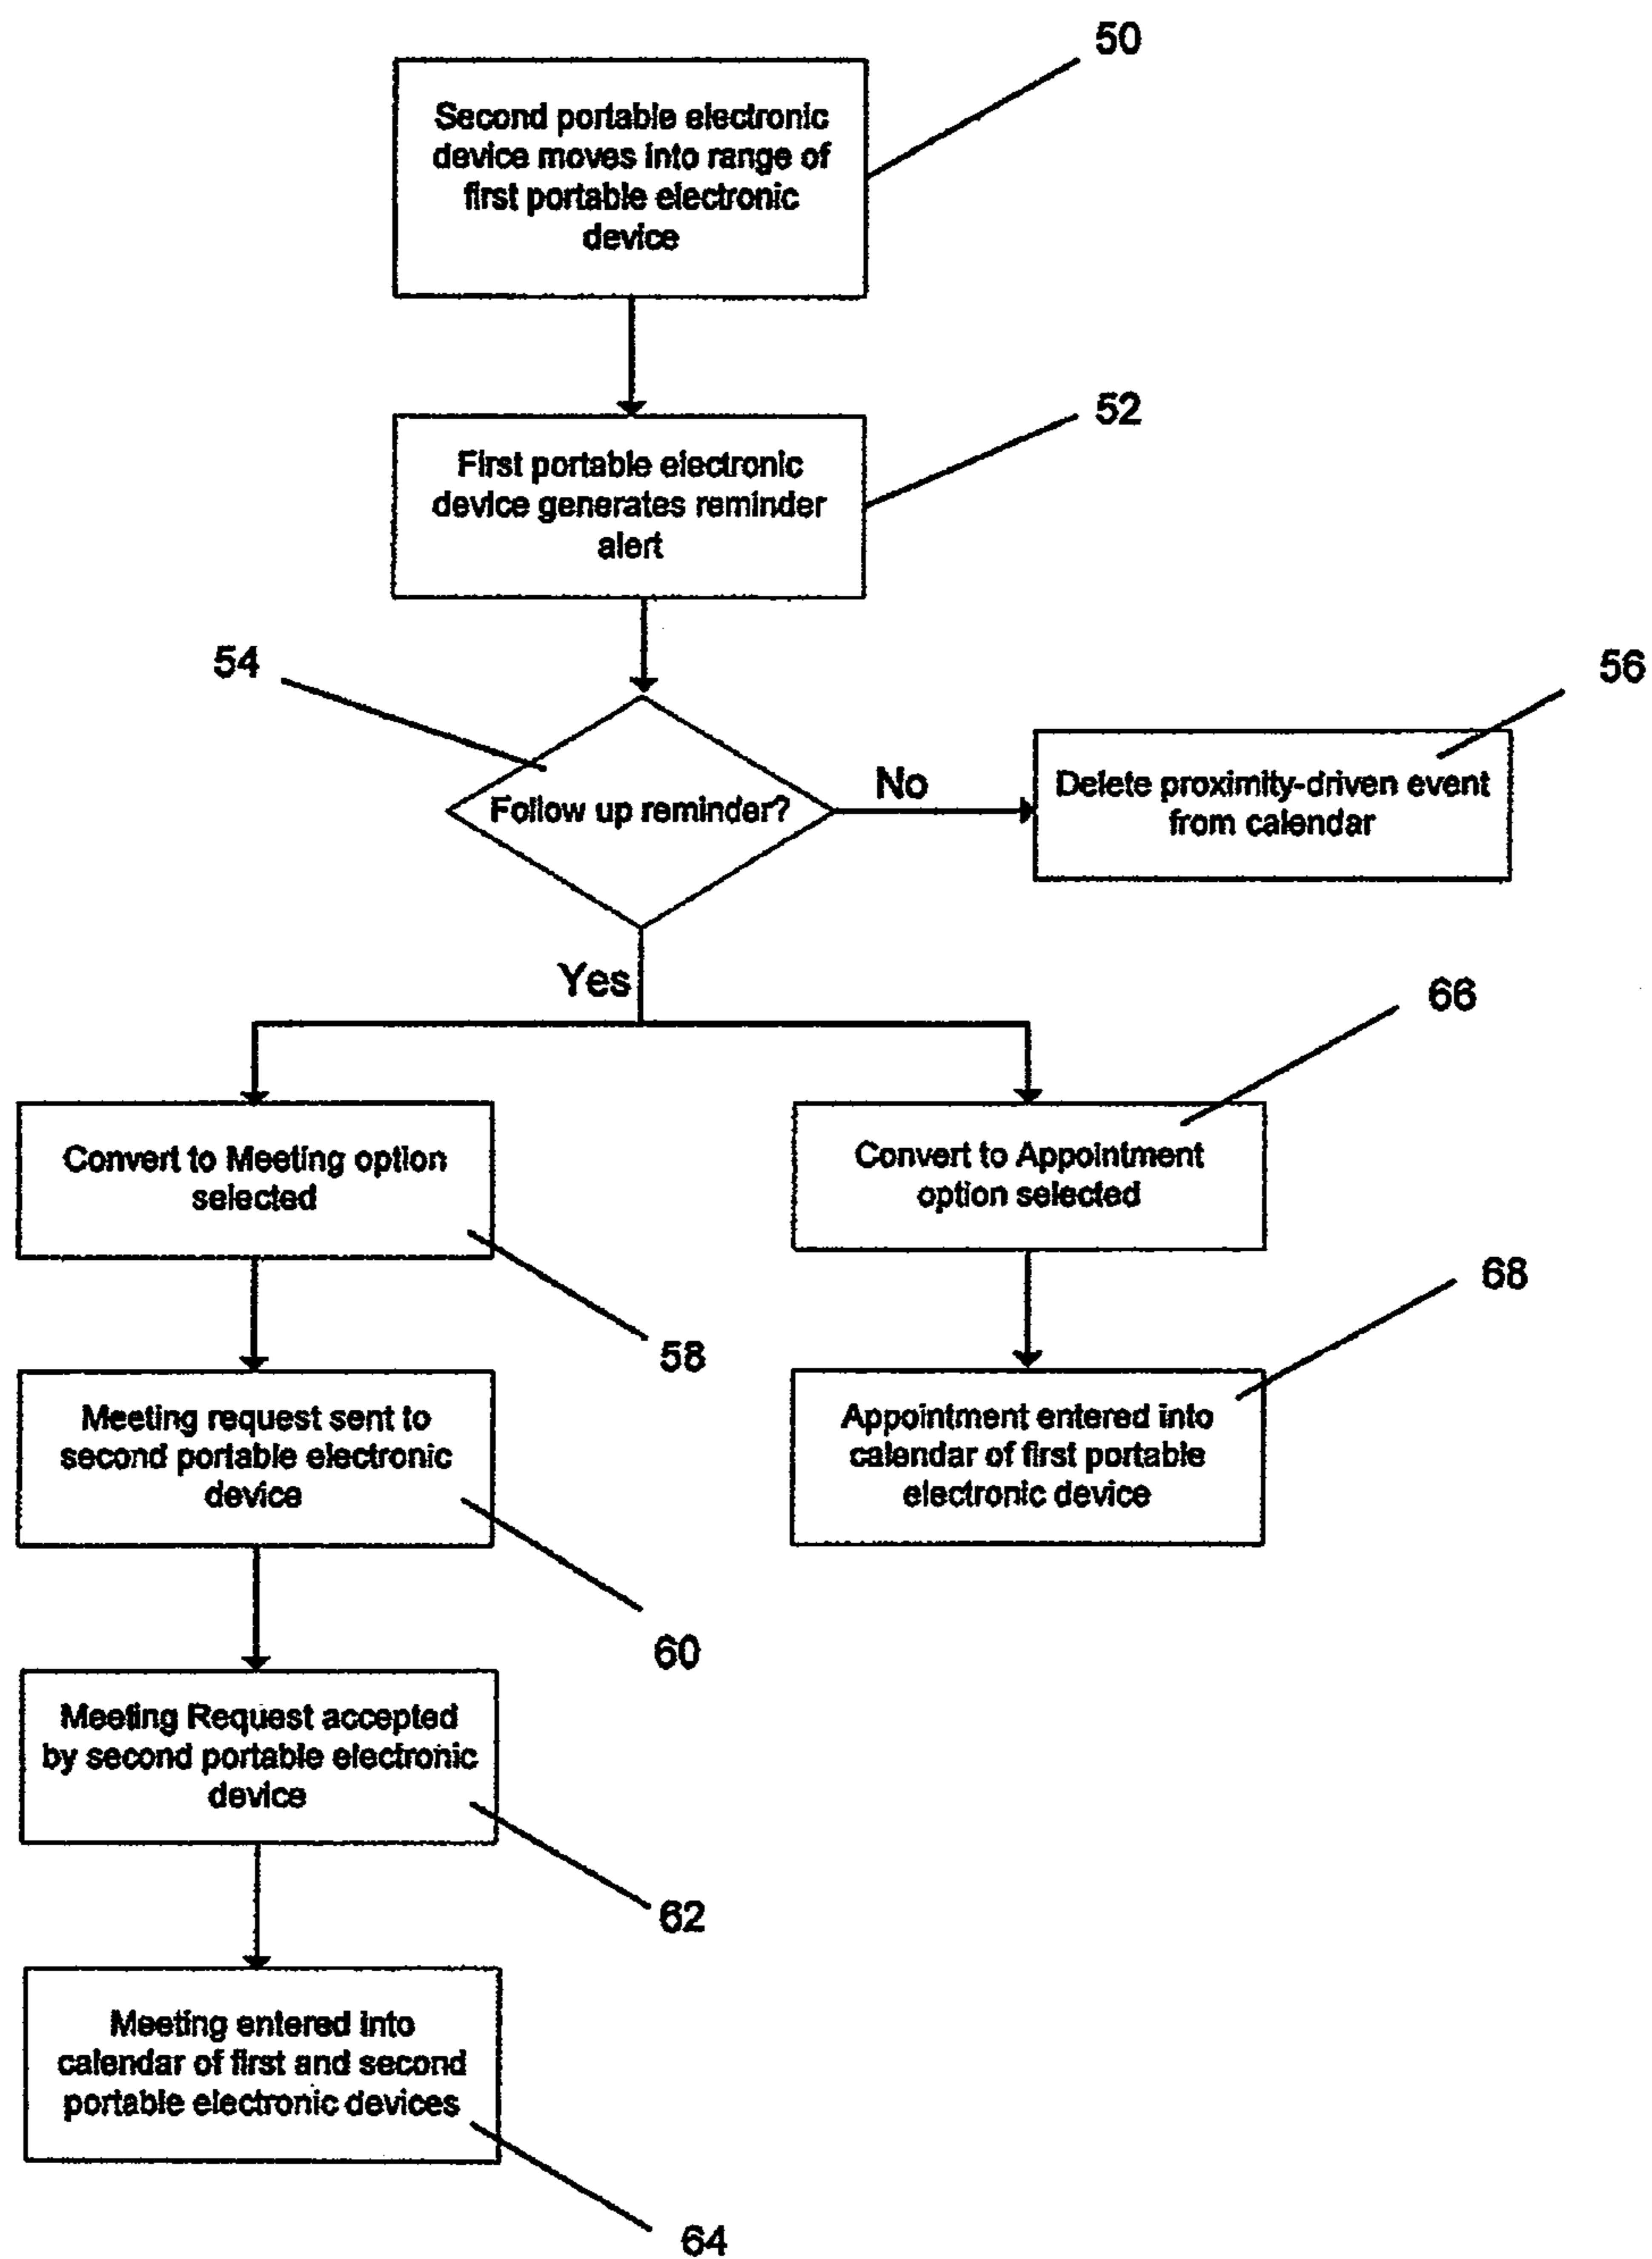 50
Second portable electronic
device moves into range of
first portable electronic
device
52
First portable electronic
device generates reminder
alert
54
56
Follow up reminder?
No
Delete proximity-driven event
from calendar
Yes
66
Convert to Meeting option
selected
58
Convert to Appointment
option selected
68
Meeting request sent to
second portable electronic
device
60
Appointment entered into
calendar of first portable
electronic device
Meeting Request accepted
by second portable electronic
device
62
Meeting entered into
calendar of first and second
portable electronic devices
64